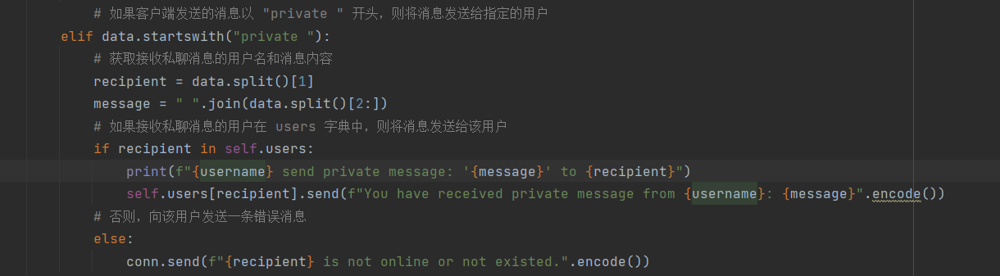 # 如果客户端发送的消息以 "private " 开头，则将消息发送给指定的用户
elif data.startswith("private "):
# 获取接收私聊消息的用户名和消息内容
recipient = data.split()[1]
message = " ".join(data.split()[2:])
# 如果接收私聊消息的用户在 users 字典中，则将消息发送给该用户
if recipient in self.users:
print(f"{username} send private message: '{message}' to {recipient}")
self.users[recipient].send(f"You have received private message from {username}: {message}".encode())
# 否则，向该用户发送一条错误消息
else:
conn.send(f"{recipient} is not online or not existed.".encode())